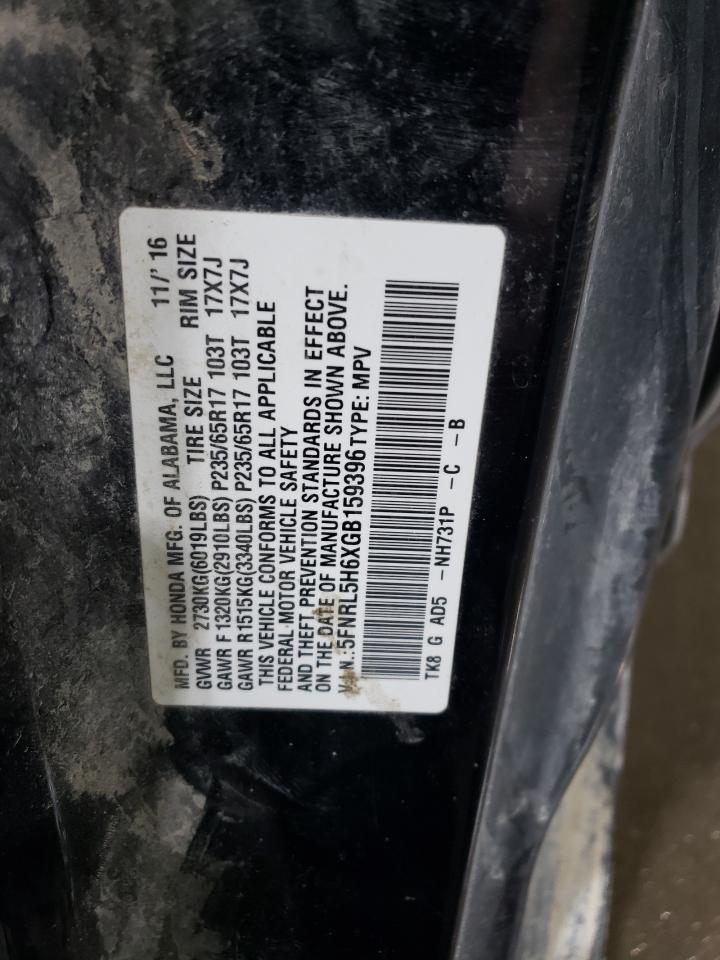 MFD. BY HONDA MFG. OF ALABAMA, LLC 11/'16
GVWR 2730KG(6019LBS) TIRE SIZE RIM SIZE
GAWR F1320KG(2910LBS) P235/65R17 103T 17X7J
GAWR R1515KG(3340LBS) P235/65R17 103T 17X7J
THIS VEHICLE CONFORMS TO ALL APPLICABLE
FEDERAL MOTOR VEHICLE SAFETY
AND THEFT PREVENTION STANDARDS IN EFFECT
ON THE DATE OF MANUFACTURE SHOWN ABOVE.
V.I.N.:5FNRL5H6XGB159396 TYPE: MPV
TK8 G AD5 -NH731P -C -B